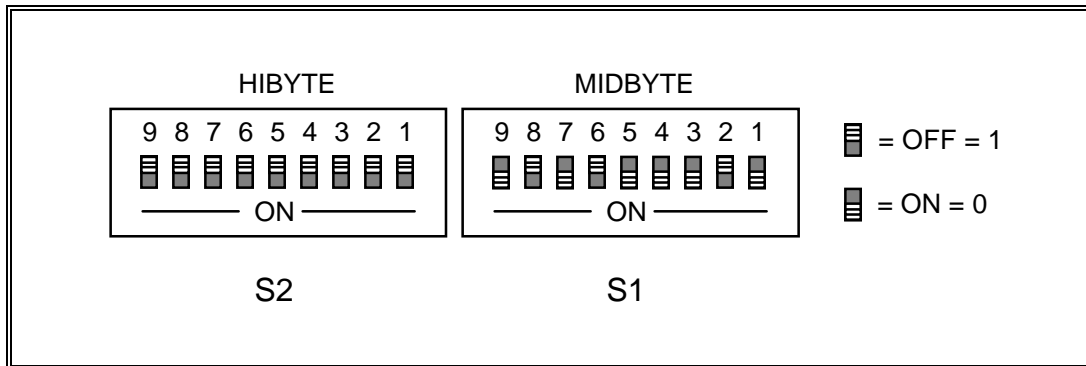 HIBYTE MIDBYTE
9 8 7 6 5 4 3 2 1 9 8 7 6 5 4 3 2 1
= OFF = 1
= ON = 0
ON ON
S2 S1